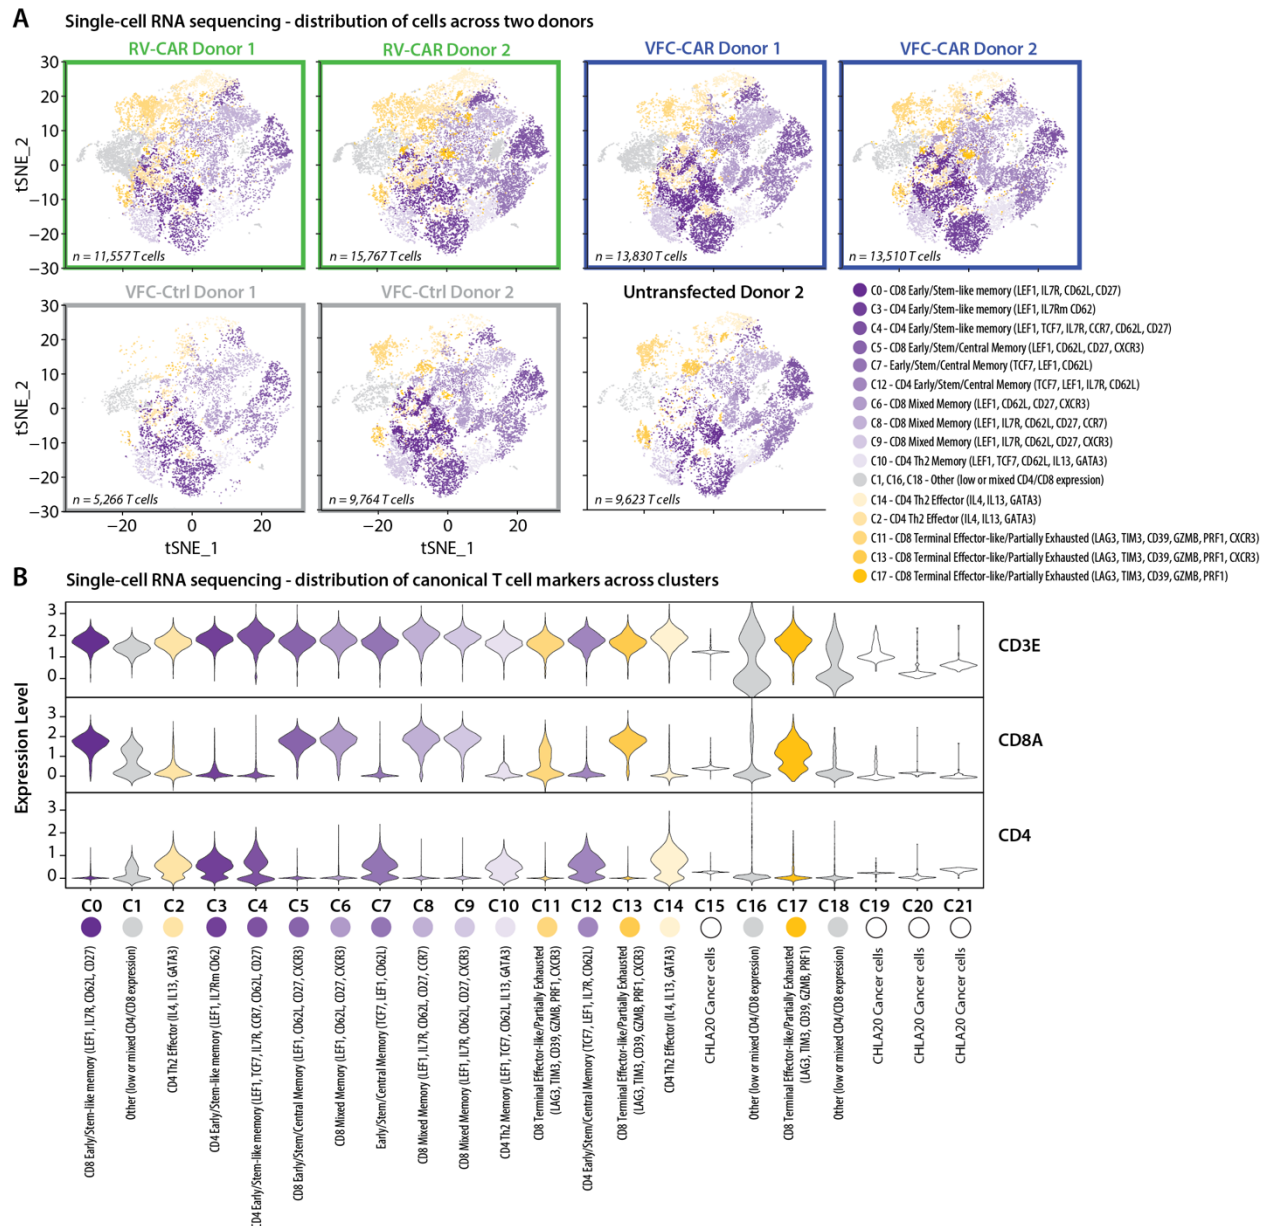 A Single-cell RNA sequencing - distribution of cells across two donors
RV-CAR Donor 1 RV-CAR Donor 2 VFC-CAR Donor 1 VFC-CAR Donor 2
30
20
10
0
−10
−20
−30
tSNE_2
n = 11,557 T cells n = 15,767 T cells n = 13,830 T cells n = 13,510 T cells
VFC-Ctrl Donor 1 VFC-Ctrl Donor 2 Untransfected Donor 2
30
20
10
0
−10
−20
−30
tSNE_2
n = 5,266 T cells n = 9,764 T cells n = 9,623 T cells
−20 0 20 −20 0 20
tSNE_1 tSNE_1
C0 - CD8 Early/Stem-like memory (LEF1, IL7R, CD62L, CD27)
C3 - CD4 Early/Stem-like memory (LEF1, IL7Rm CD62)
C4 - CD4 Early/Stem-like memory (LEF1, TCF7, IL7R, CCR7, CD62L, CD27)
C5 - CD8 Early/Stem/Central Memory (LEF1, CD62L, CD27, CXCR3)
C7 - Early/Stem/Central Memory (TCF7, LEF1, CD62L)
C12 - CD4 Early/Stem/Central Memory (TCF7, LEF1, IL7R, CD62L)
C6 - CD8 Mixed Memory (LEF1, CD62L, CD27, CXCR3)
C8 - CD8 Mixed Memory (LEF1, IL7R, CD62L, CD27, CCR7)
C9 - CD8 Mixed Memory (LEF1, IL7R, CD62L, CD27, CXCR3)
C10 - CD4 Th2 Memory (LEF1, TCF7, CD62L, IL13, GATA3)
C1, C16, C18 - Other (low or mixed CD4/CD8 expression)
C14 - CD4 Th2 Effector (IL4, IL13, GATA3)
C2 - CD4 Th2 Effector (IL4, IL13, GATA3)
C11 - CD8 Terminal Effector-like/Partially Exhausted (LAG3, TIM3, CD39, GZMB, PRF1, CXCR3)
C13 - CD8 Terminal Effector-like/Partially Exhausted (LAG3, TIM3, CD39, GZMB, PRF1, CXCR3)
C17 - CD8 Terminal Effector-like/Partially Exhausted (LAG3, TIM3, CD39, GZMB, PRF1)
B Single-cell RNA sequencing - distribution of canonical T cell markers across clusters
Expression Level
3
2
1
0
CD3E
3
2
1
0
CD8A
3
2
1
0
CD4
C0 C1 C2 C3 C4 C5 C6 C7 C8 C9 C10 C11 C12 C13 C14 C15 C16 C17 C18 C19 C20 C21
CD8 Early/Stem-like memory (LEF1, IL7R, CD62L, CD27)
Other (low or mixed CD4/CD8 expression)
CD4 Th2 Effector (IL4, IL13, GATA3)
CD4 Early/Stem-like memory (LEF1, IL7Rm CD62
CD4 Early/Stem-like memory (LEF1, TCF7, IL7R, CCR7, CD62L, CD27
CD8 Early/Stem/Central Memory (LEF1, CD62L, CD27, CXCR3)
CD8 Mixed Memory (LEF1, CD62L, CD27, CXCR3)
Early/Stem/Central Memory (TCF7, LEF1, CD62L)
CD8 Mixed Memory (LEF1, IL7R, CD62L, CD27, CCR7)
CD8 Mixed Memory (LEF1, IL7R, CD62L, CD27, CXCR3)
CD4 Th2 Memory (LEF1, TCF7, CD62L, IL13, GATA3)
CD8 Terminal Effector-like/Partially Exhausted
(LAG3, TIM3, CD39, GZMB, PRF1, CXCR3)
CD4 Early/Stem/Central Memory (TCF7, LEF1, IL7R, CD62L)
CD8 Terminal Effector-like/Partially Exhausted
(LAG3, TIM3, CD39, GZMB, PRF1, CXCR3)
CD4 Th2 Effector (IL4, IL13, GATA3)
CHLA20 Cancer cells
Other (low or mixed CD4/CD8 expression)
CD8 Terminal Effector-like/Partially Exhausted
(LAG3, TIM3, CD39, GZMB, PRF1)
Other (low or mixed CD4/CD8 expression)
CHLA20 Cancer cells
CHLA20 Cancer cells
CHLA20 Cancer cells